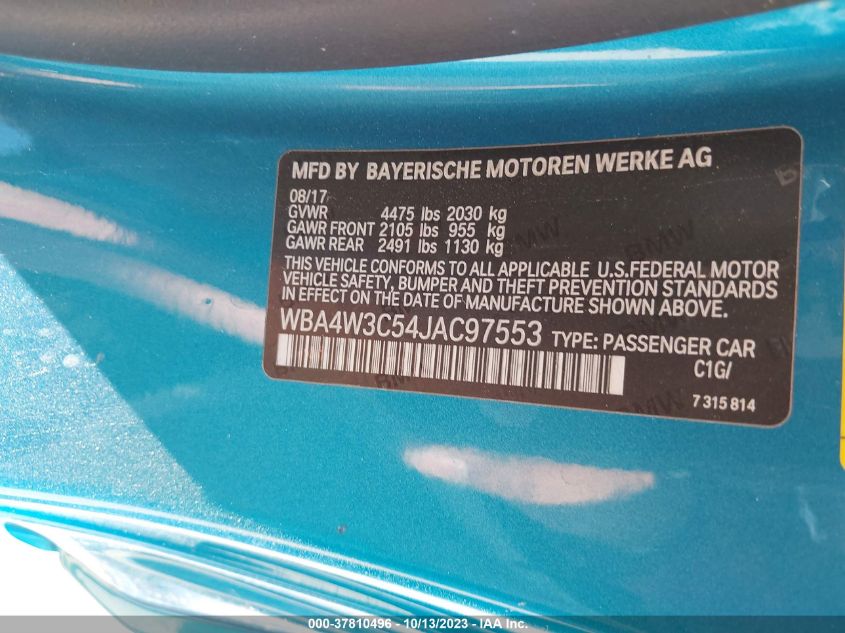 MFD BY BAYERISCHE MOTOREN WERKE AG
08/17
GVWR 4475 lbs 2030 kg
GAWR FRONT 2105 lbs 955 kg
GAWR REAR 2491 lbs 1130 kg
THIS VEHICLE CONFORMS TO ALL APPLICABLE U.S.FEDERAL MOTOR
VEHICLE SAFETY, BUMPER AND THEFT PREVENTION STANDARDS
IN EFFECT ON THE DATE OF MANUFACTURE SHOWN ABOVE.
WBA4W3C54JAC97553 TYPE: PASSENGER CAR
C1G/
7 315 814
000-37810496 - 10/13/2023 - IAA Inc.